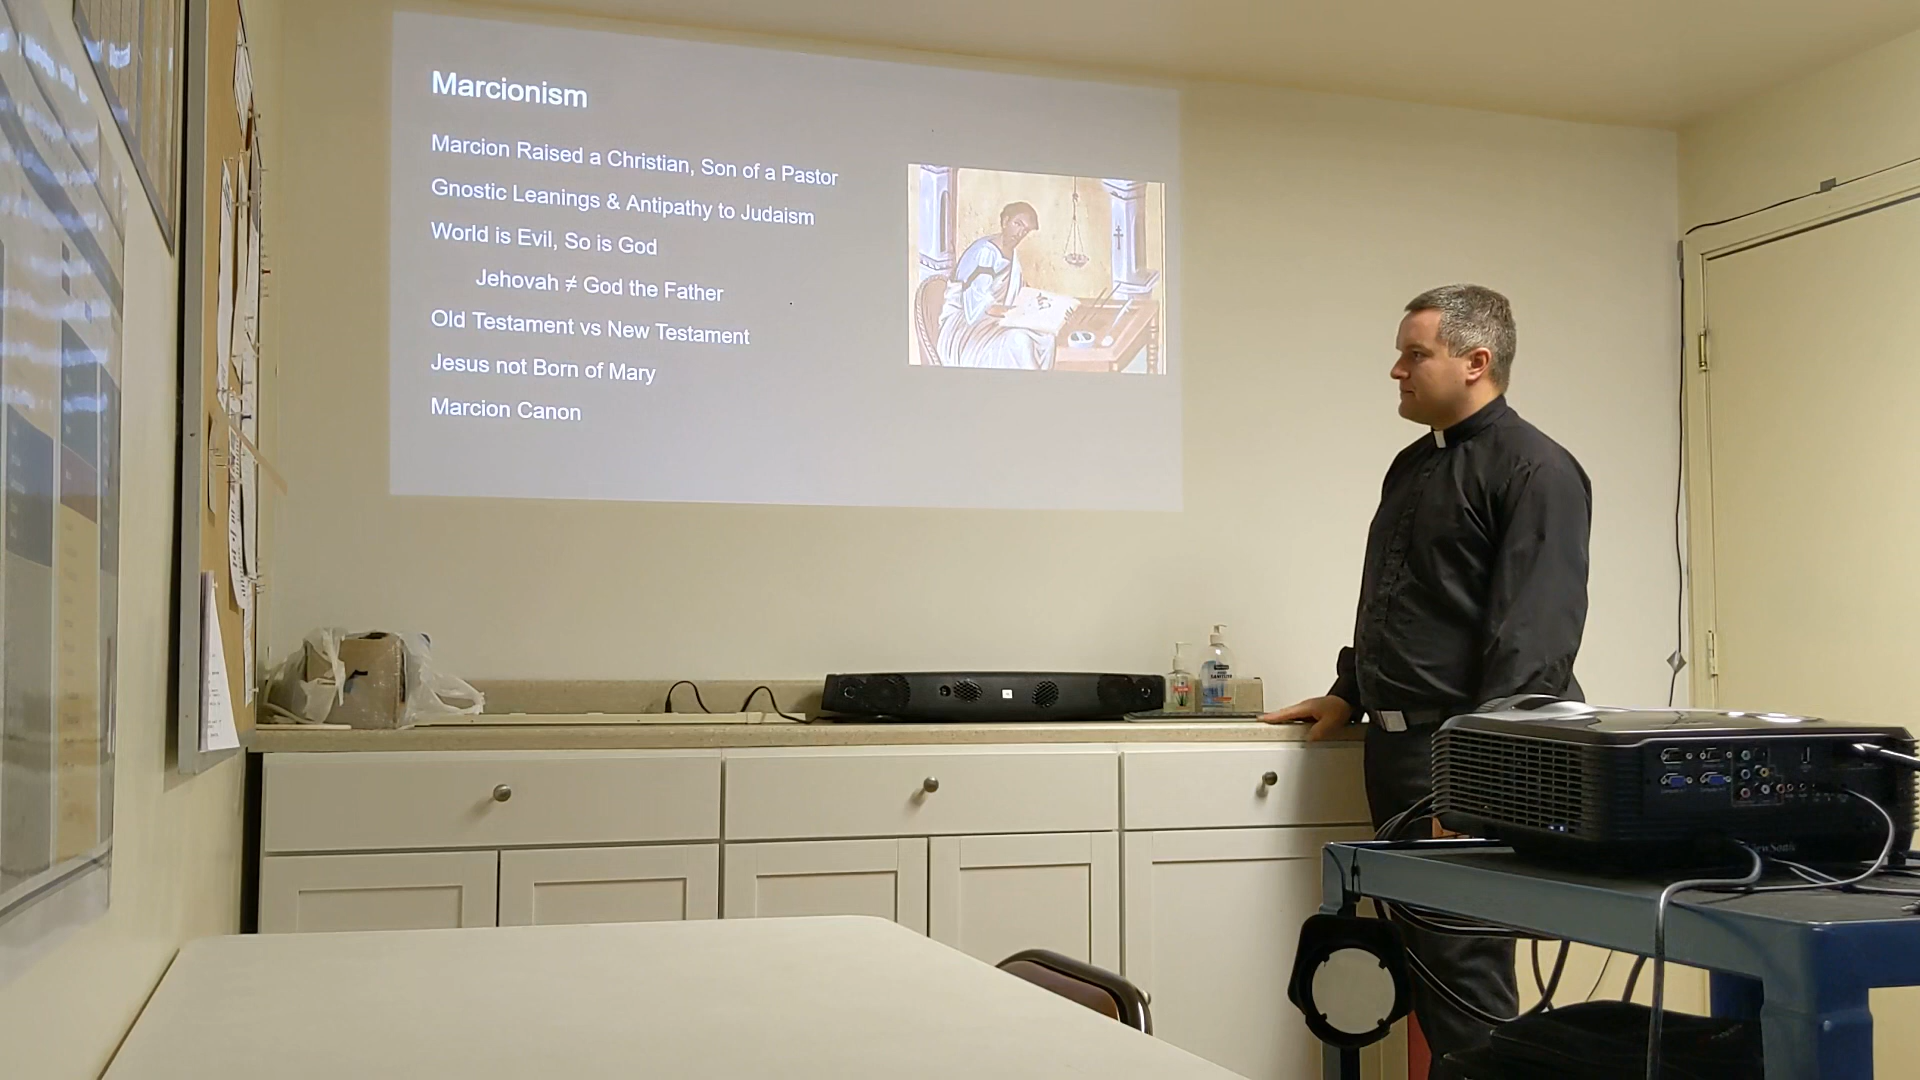 Marcionism
Marcion Raised a Christian, Son of a Pastor
Gnostic Leanings & Antipathy to Judaism
World is Evil, So is God
Jehovah ≠ God the Father
Old Testament vs New Testament
Jesus not Born of Mary
Marcion Canon
ViewSonic